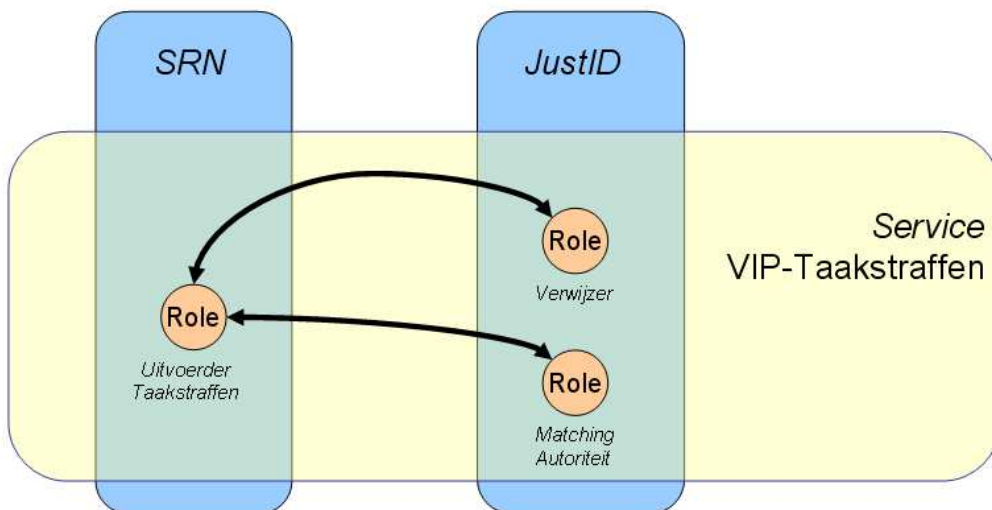 SRN
JustID
Service
VIP-Taakstraffen
Role
Verwijzer
Role
Uitvoerder
Taakstraffen
Role
Matching
Autoriteit